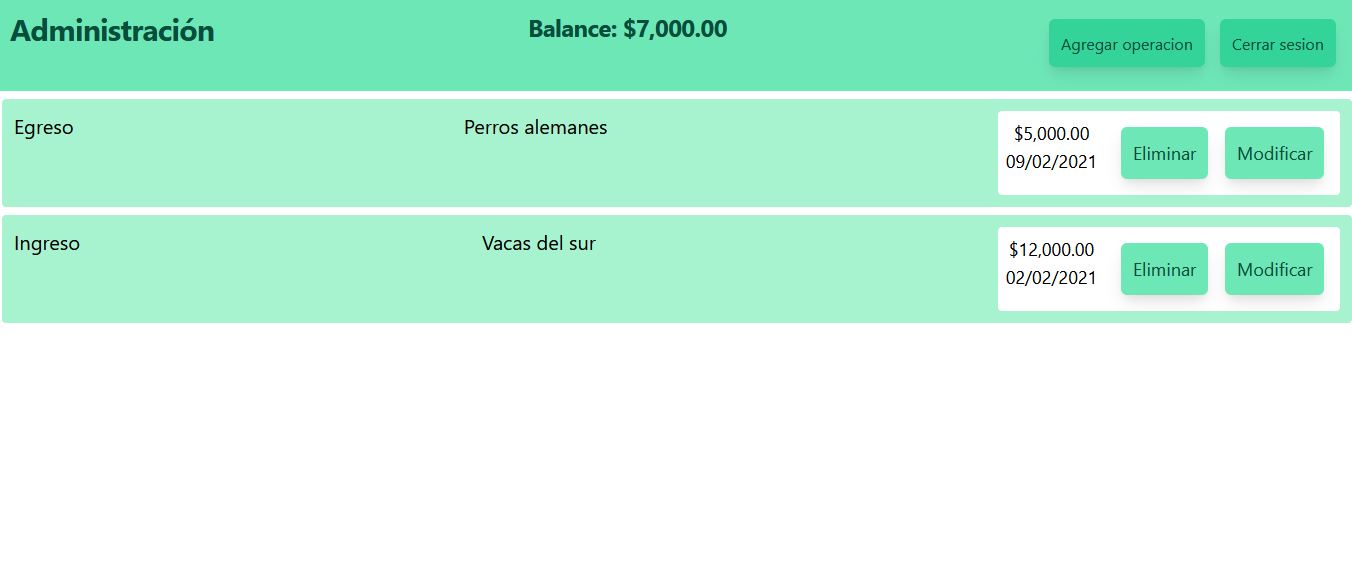 Administración
Balance: $7,000.00
Agregar operacion
Cerrar sesion
Egreso
Perros alemanes
$5,000.00
09/02/2021
Eliminar
Modificar
Ingreso
Vacas del sur
$12,000.00
02/02/2021
Eliminar
Modificar